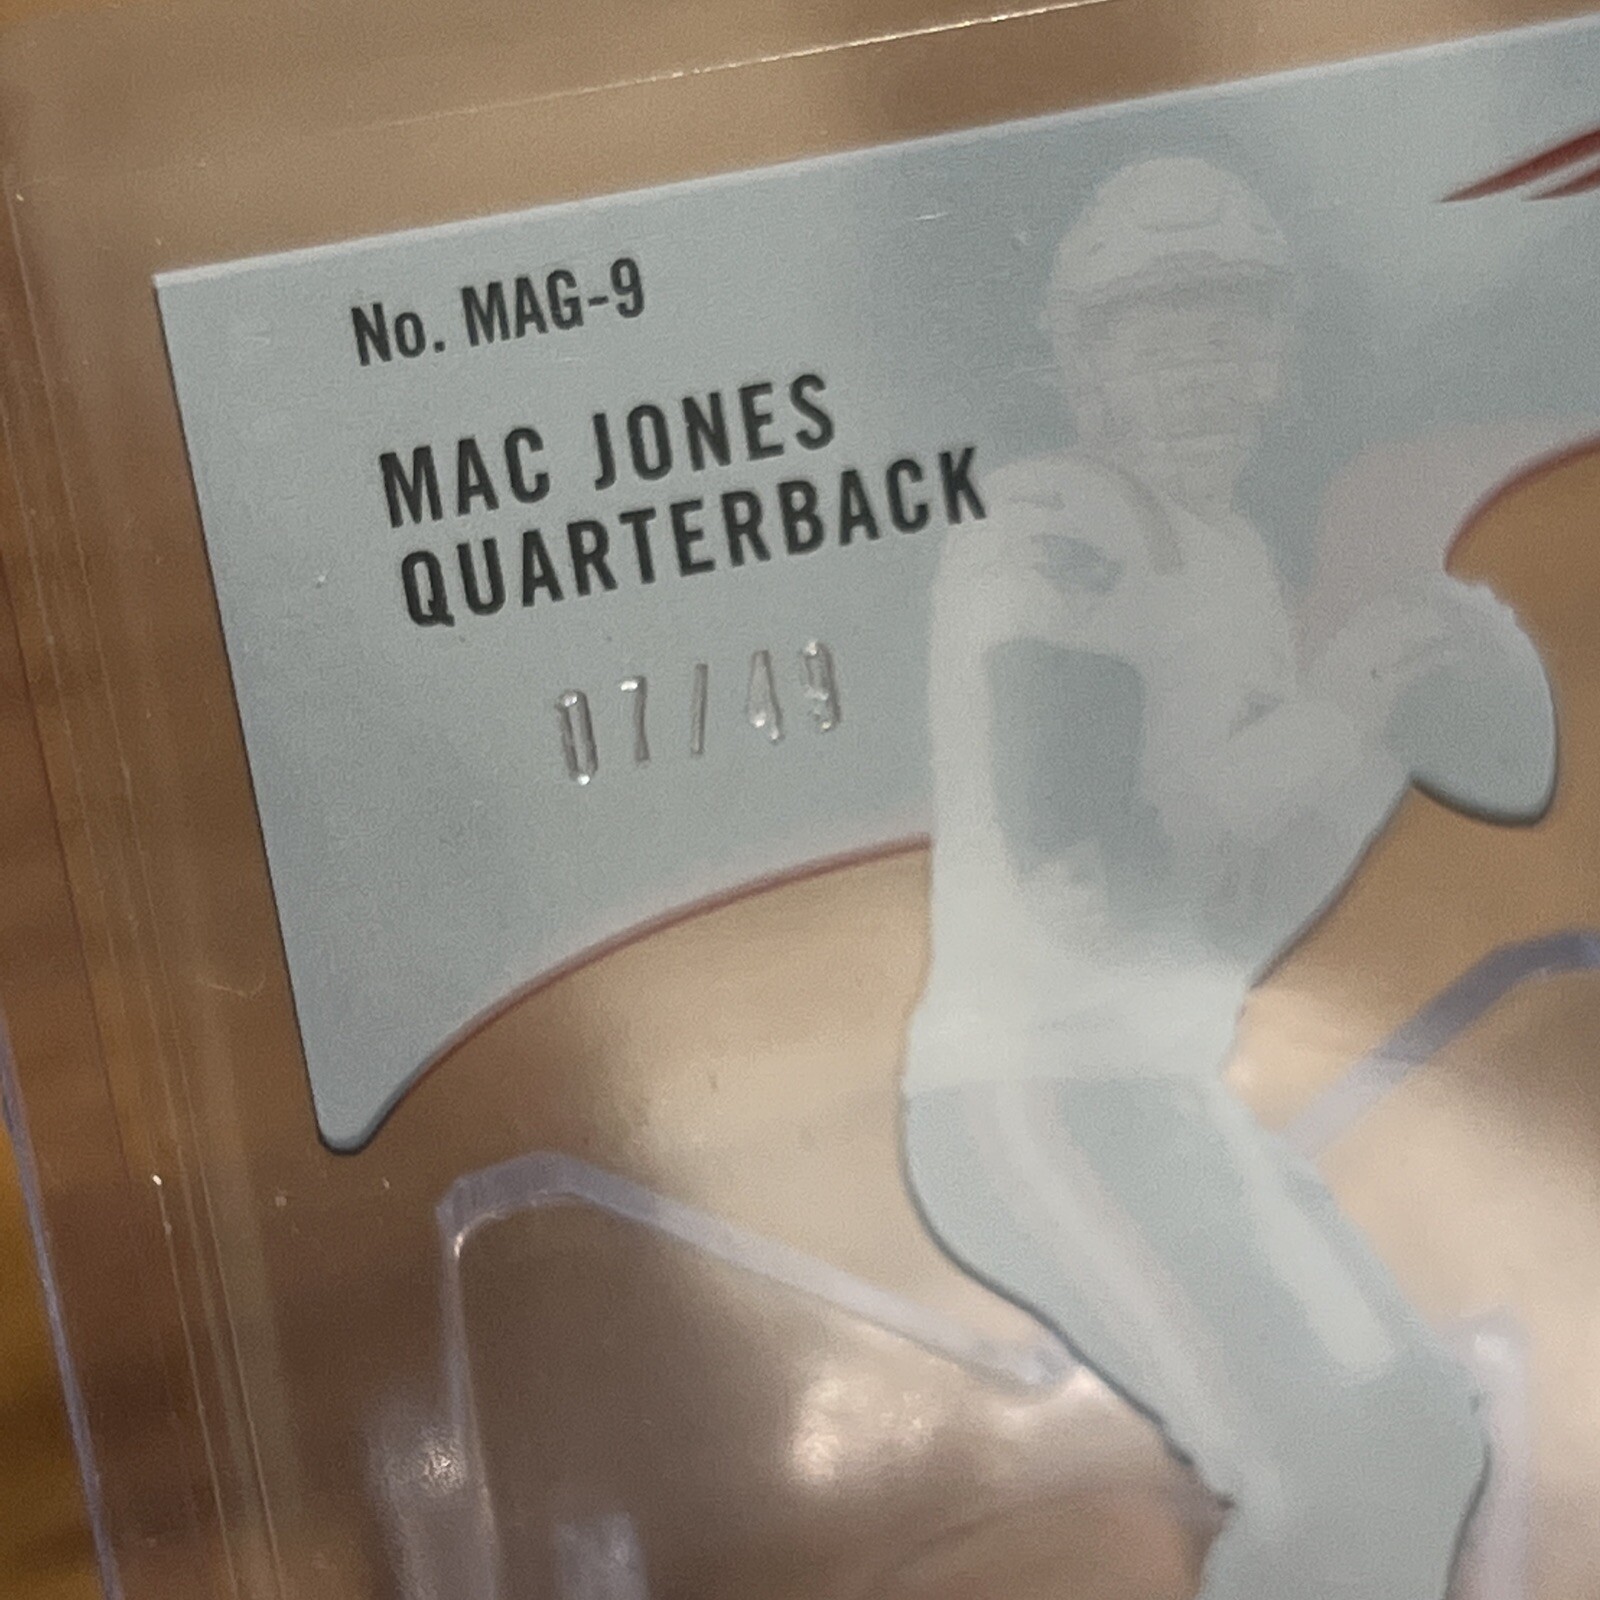 No. MAG-9
MAC JONES
QUARTERBACK
07/49